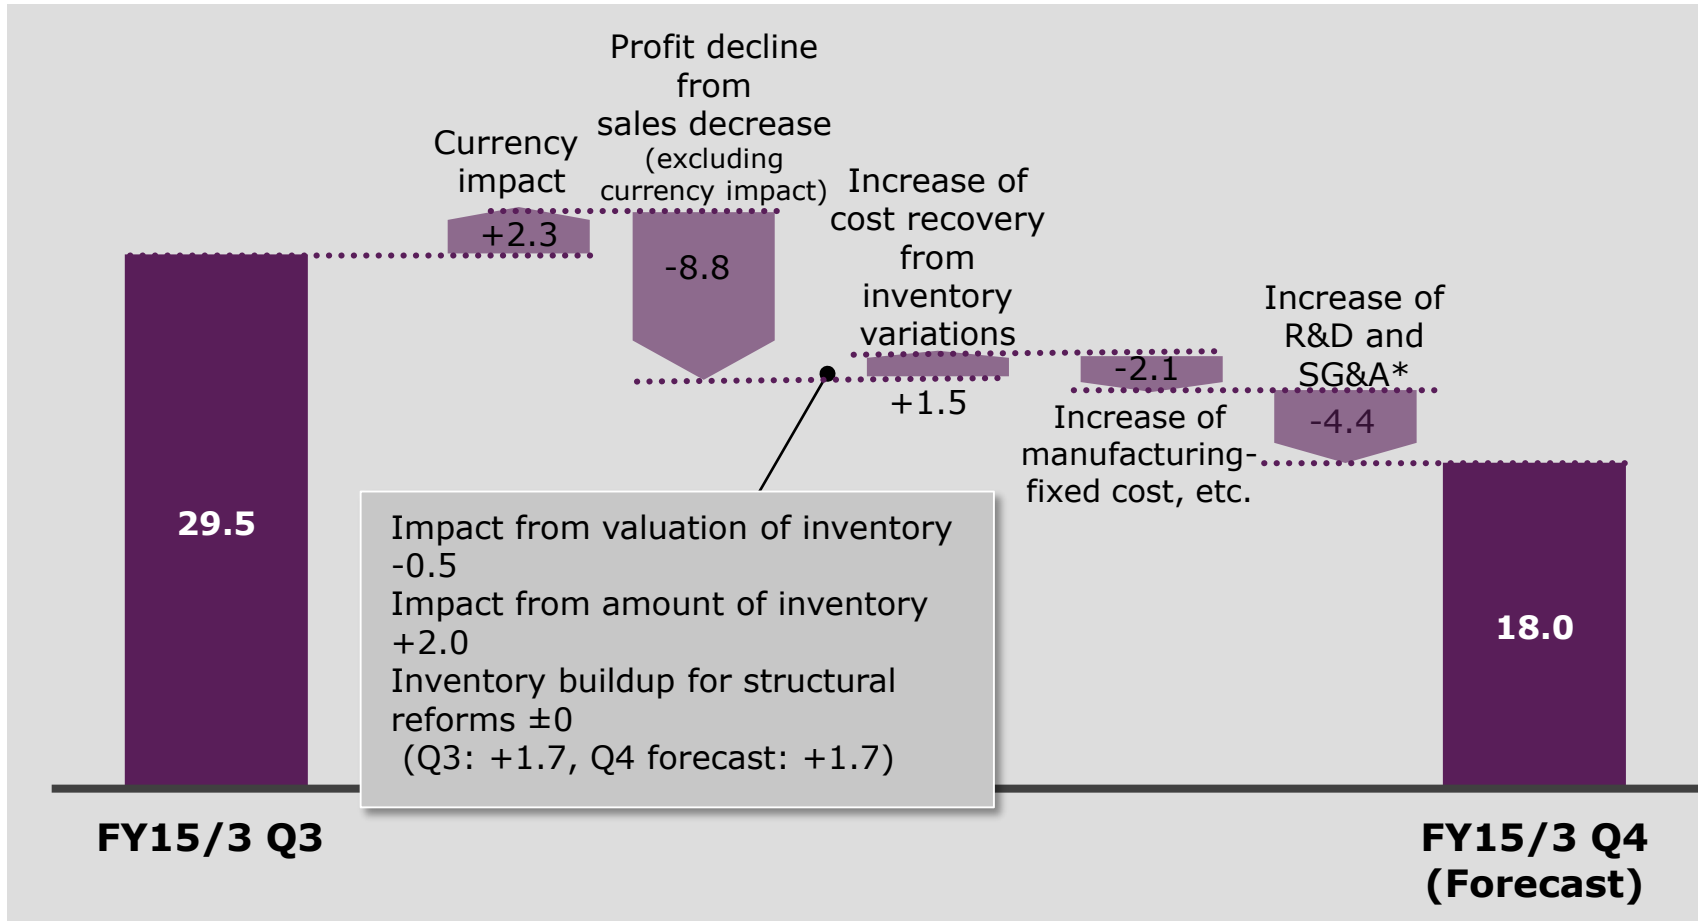 Profit decline
from
sales decrease
(excluding
currency impact)
Currency
impact
+2.3
-8.8
Increase of
cost recovery
from
inventory
variations
+1.5
-2.1
Increase of
manufacturing-
fixed cost, etc.
Increase of
R&D and
SG&A*
-4.4
29.5
Impact from valuation of inventory
-0.5
Impact from amount of inventory
+2.0
Inventory buildup for structural
reforms ±0
(Q3: +1.7, Q4 forecast: +1.7)
18.0
FY15/3 Q3
FY15/3 Q4
(Forecast)